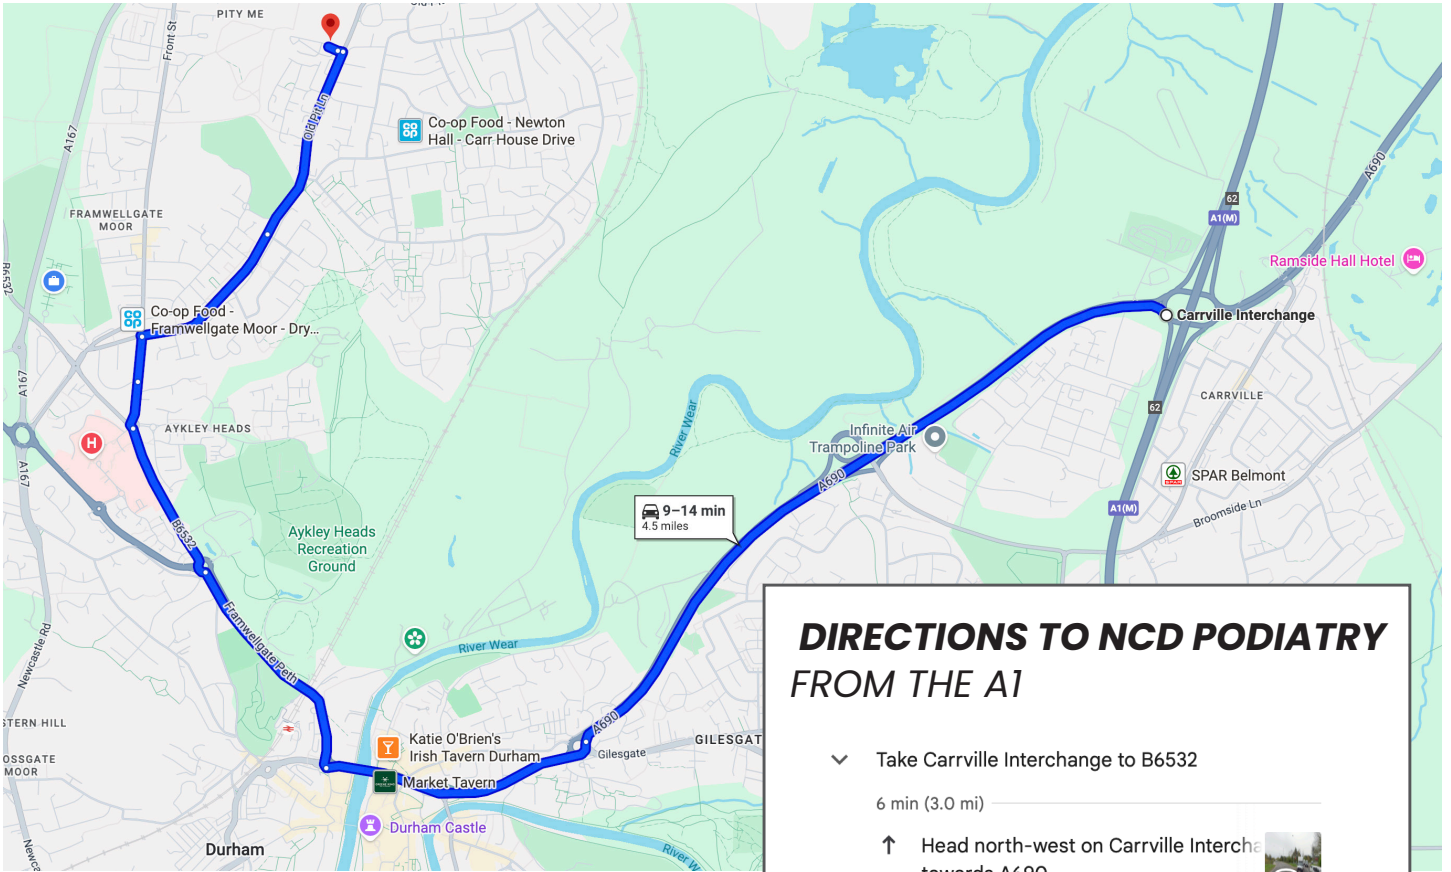 PITY ME
Front St
A167
Old Pit Ln
Co-op Food - Newton
Hall - Carr House Drive
A690
62
A1(M)
FRAMWELLGATE
MOOR
Ramside Hall Hotel
B6532
Co-op Food -
Framwellgate Moor - Dry...
Carrville Interchange
A167
CARRVILLE
62
River Wear
AYKLEY HEADS
H
Infinite Air
Trampoline Park
A167
A690
SPAR Belmont
SPAR
9–14 min
4.5 miles
A1(M)
Broomside Ln
B6532
Aykley Heads
Recreation
Ground
Framwellgate Peth
River Wear
Newcastle Rd
STERN HILL
OSSGATE
MOOR
A690
Katie O'Brien's
Irish Tavern Durham
Gilesgate
GILESGAT
Market Tavern
Durham Castle
Durham
River W
Newca
DIRECTIONS TO NCD PODIATRY
FROM THE A1
Take Carrville Interchange to B6532
6 min (3.0 mi)
Head north-west on Carrville Intercha
towards A690